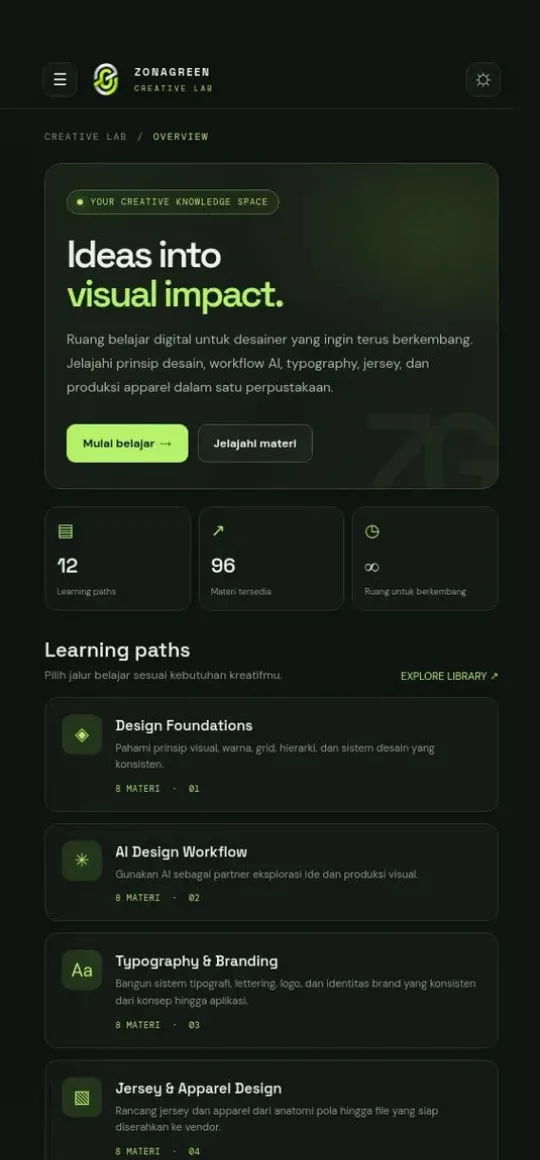 ZONAGREEN
CREATIVE LAB
CREATIVE LAB / OVERVIEW
YOUR CREATIVE KNOWLEDGE SPACE
Ideas into
visual impact.
Ruang belajar digital untuk desainer yang ingin terus berkembang.
Jelajahi prinsip desain, workflow AI, typography, jersey, dan
produksi apparel dalam satu perpustakaan.
Mulai belajar →
Jelajahi materi
ZG
12
Learning paths
↗
96
Materi tersedia
∞
Ruang untuk berkembang
Learning paths
Pilih jalur belajar sesuai kebutuhan kreatifmu.
EXPLORE LIBRARY ↗
Design Foundations
Pahami prinsip visual, warna, grid, hierarki, dan sistem desain yang
konsisten.
8 MATERI · 01
AI Design Workflow
Gunakan AI sebagai partner eksplorasi ide dan produksi visual.
8 MATERI · 02
Aa
Typography & Branding
Bangun sistem tipografi, lettering, logo, dan identitas brand yang konsisten
dari konsep hingga aplikasi.
8 MATERI · 03
Jersey & Apparel Design
Rancang jersey dan apparel dari anatomi pola hingga file yang siap
diserahkan ke vendor.
8 MATERI · 04